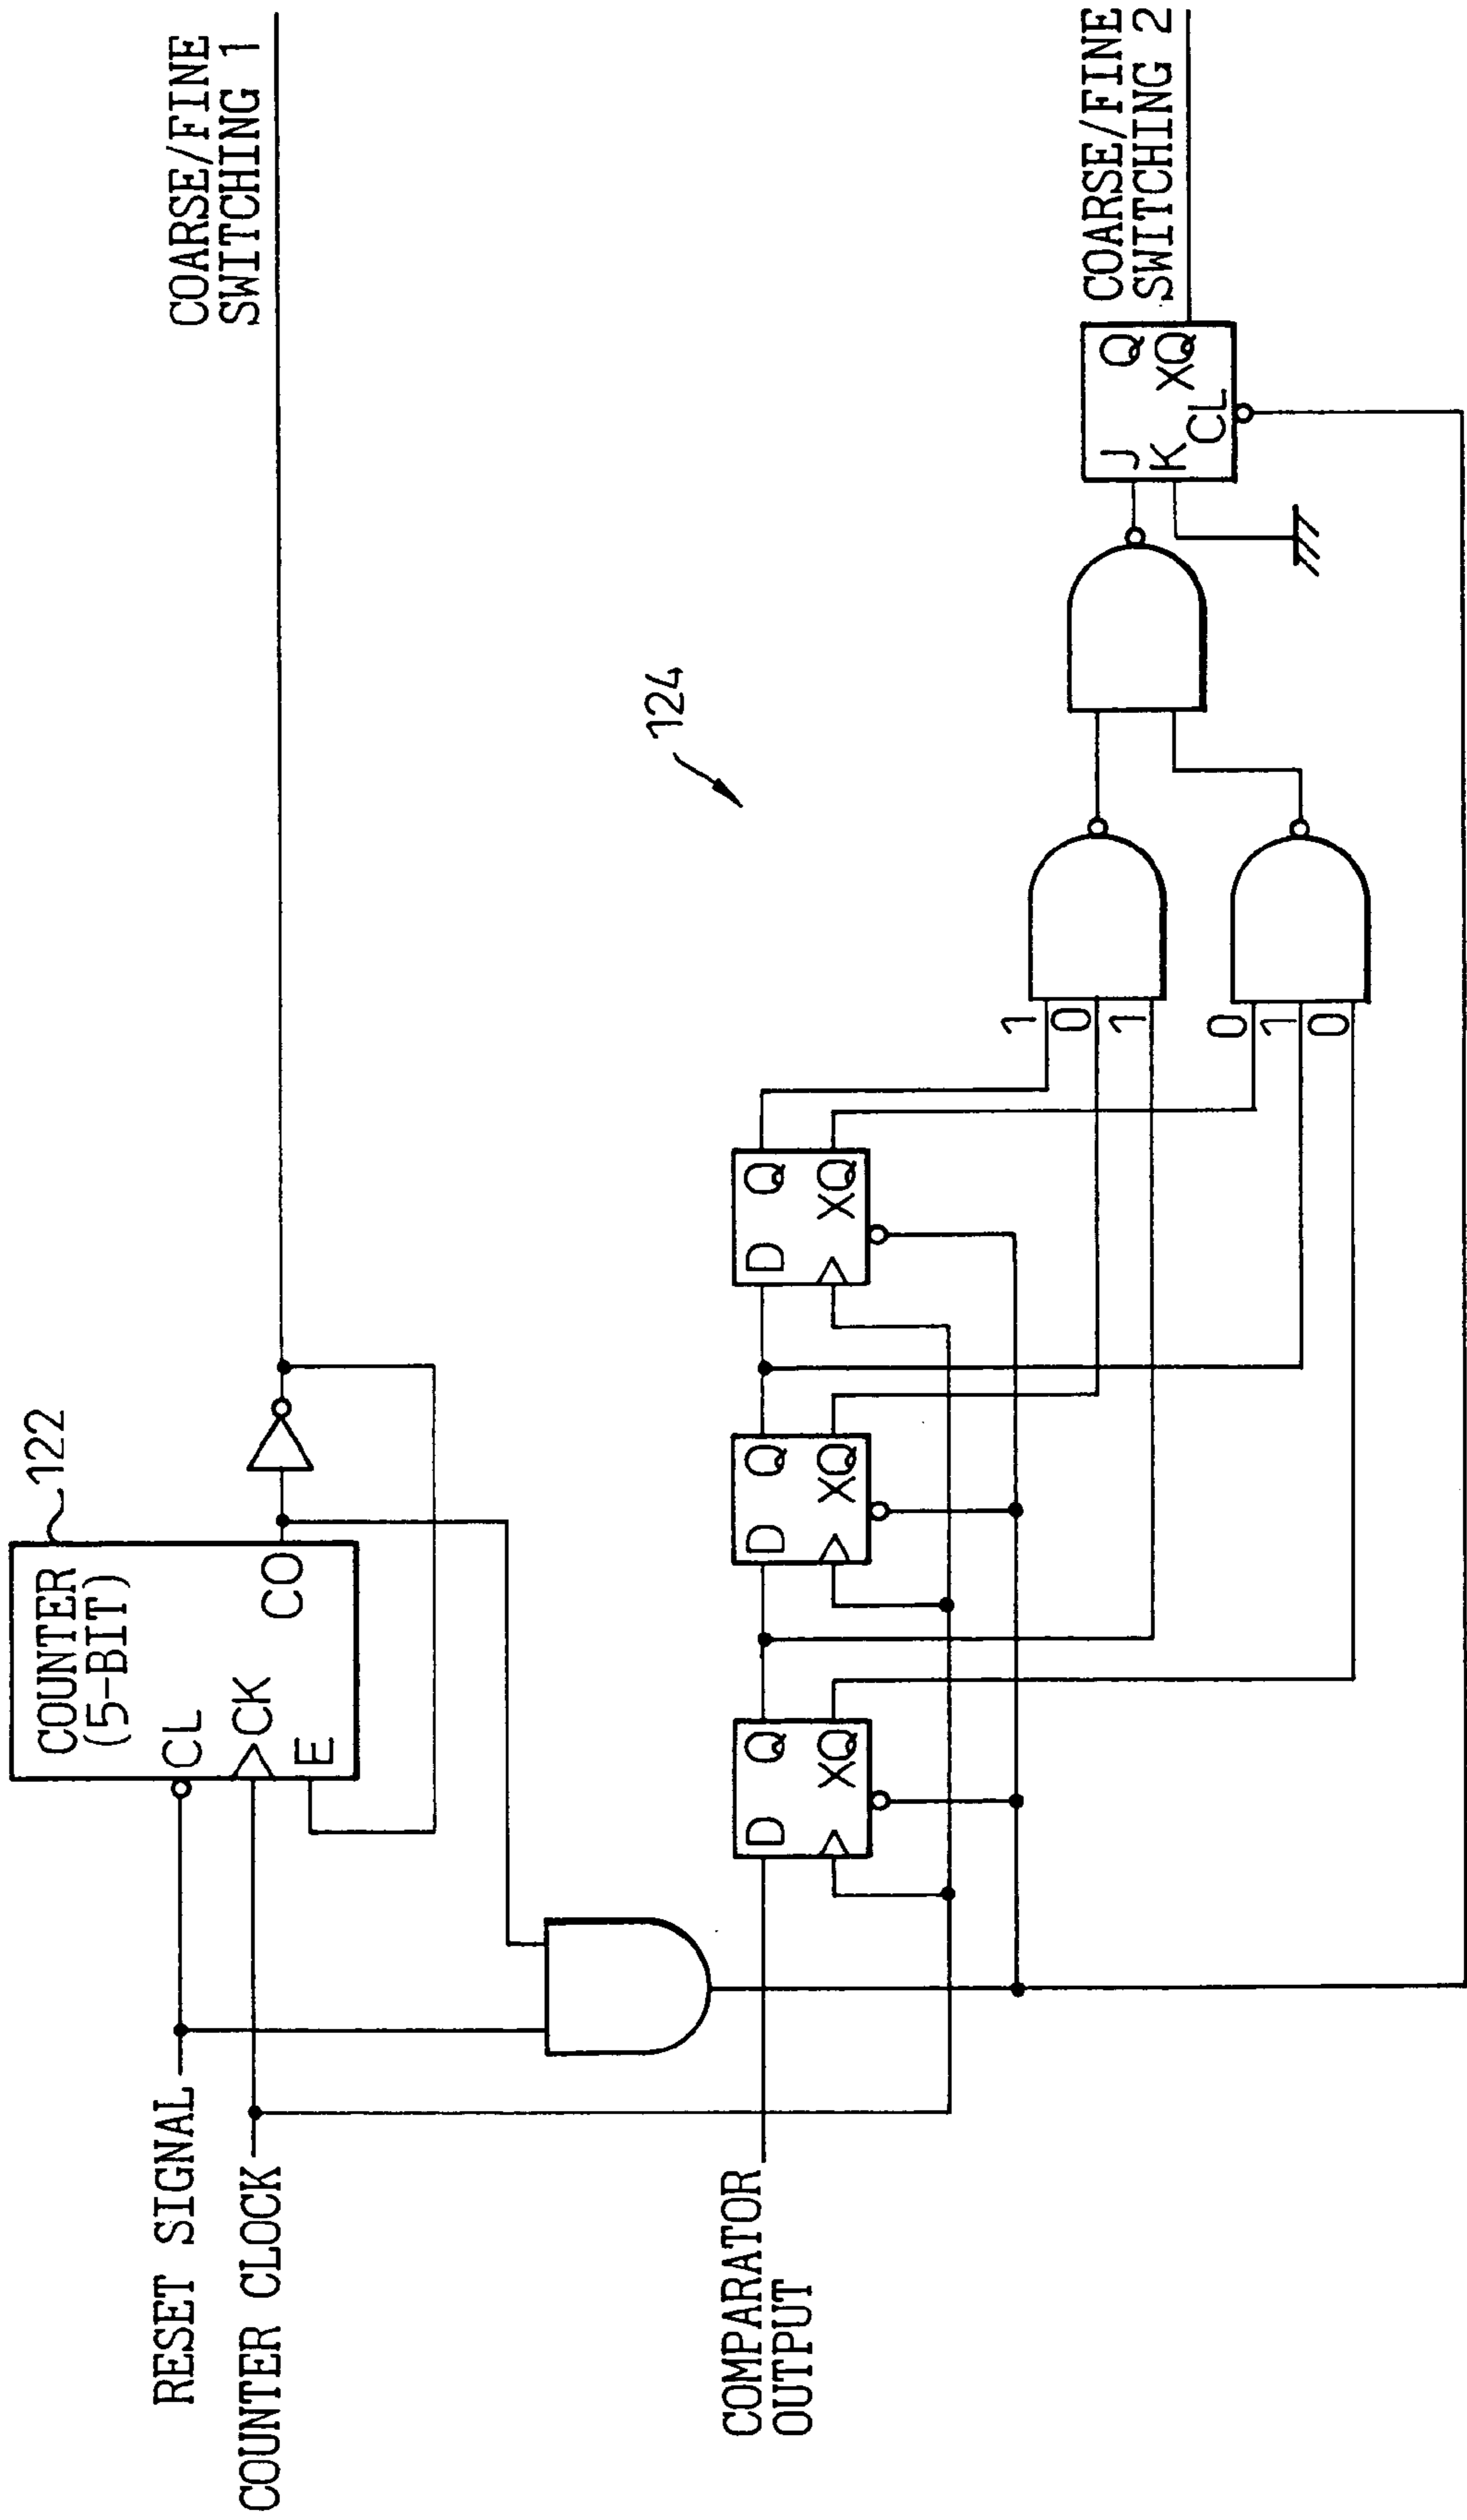 RESET SIGNAL
COUNTER CLOCK
COUNTER
(5-BIT)
CL
CK
E
CO
122
COARSE/FINE
SWITCHING 1
COMPARATOR
OUTPUT
D
Q
XQ
D
Q
XQ
D
Q
XQ
1
0
1
0
1
0
124
J
K
CL
Q
XQ
COARSE/FINE
SWITCHING 2